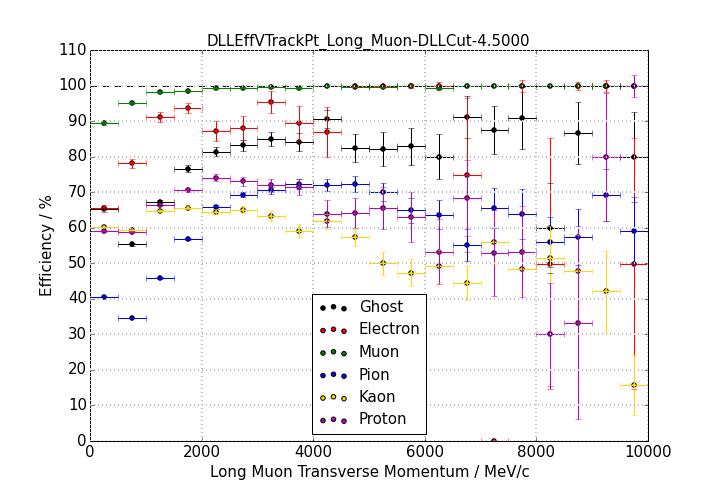 DLLEffVTrackPt_Long_Muon-DLLCut-4.5000
110
100
90
80
70
60
50
40
30
20
10
0
Efficiency / %
Ghost
Electron
Muon
Pion
Kaon
Proton
0 2000 4000 6000 8000 10000
Long Muon Transverse Momentum / MeV/c